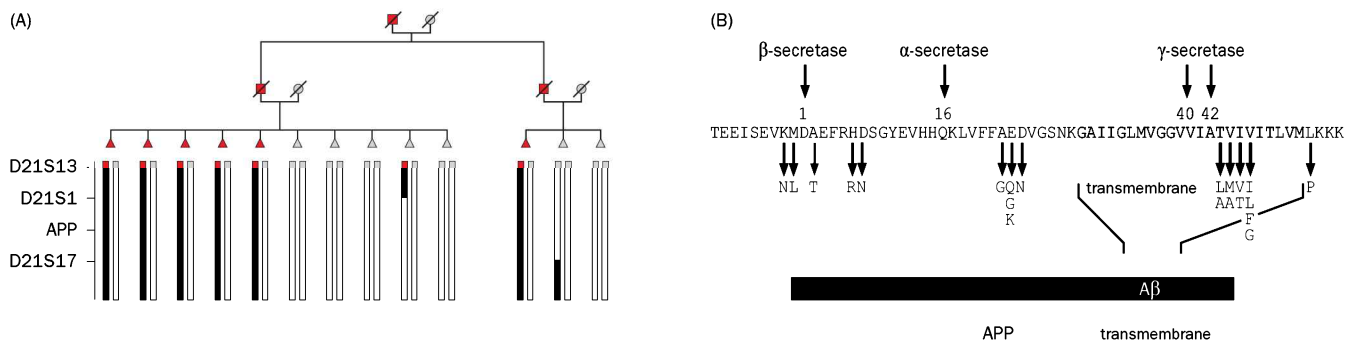 (A)
D21S13
D21S1
APP
D21S17
(B)
β-secretase α-secretase γ-secretase
1 16 40 42
TEEISEVKMDAEFRHDSGYEVHHQKLVFFAEDVGSNKGAIIGLMVGGVVIATVIVITLVMLKKK
NL T RN GQN transmembrane LMVI P
G AATL
K F
G
Aβ
APP transmembrane